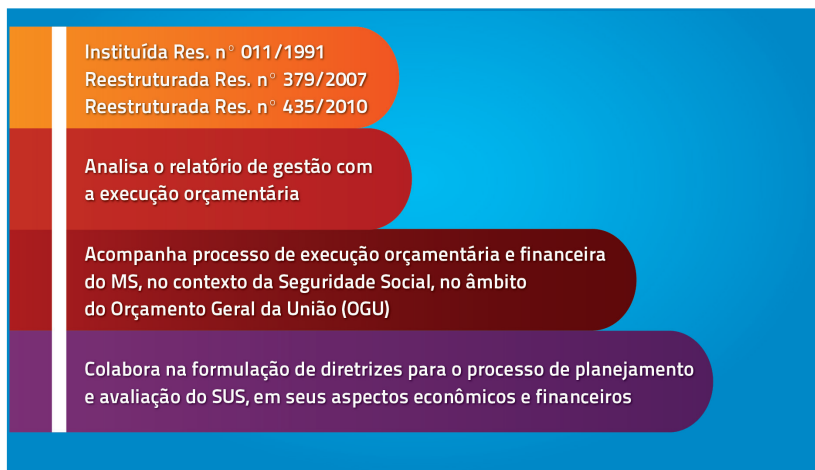 Instituída Res. n° 011/1991
Reestruturada Res. n° 379/2007
Reestruturada Res. n° 435/2010
Analisa o relatório de gestão com
a execução orçamentária
Acompanha processo de execução orçamentária e financeira
do MS, no contexto da Seguridade Social, no âmbito
do Orçamento Geral da União (OGU)
Colabora na formulação de diretrizes para o processo de planejamento
e avaliação do SUS, em seus aspectos econômicos e financeiros